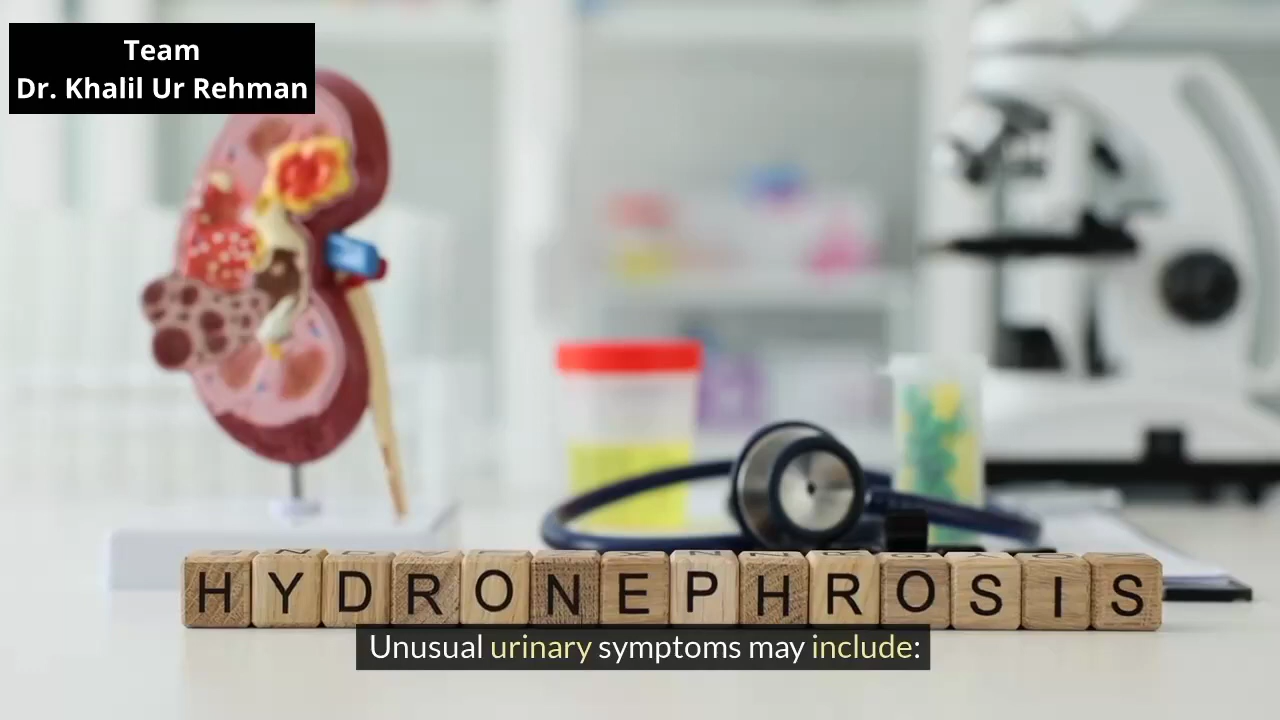 Team
Dr. Khalil Ur Rehman
HYDRONEPHROSIS
Unusual urinary symptoms may include: